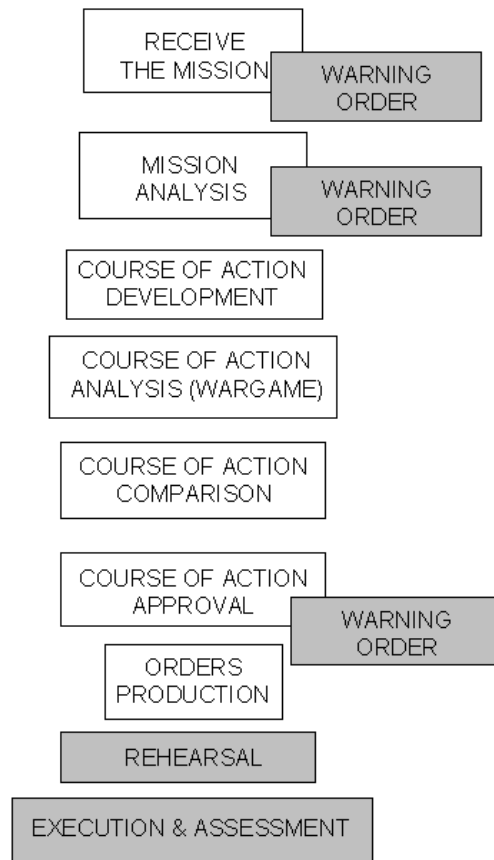 RECEIVE
THE MISSION
WARNING
ORDER
MISSION
ANALYSIS
WARNING
ORDER
COURSE OF ACTION
DEVELOPMENT
COURSE OF ACTION
ANALYSIS (WARGAME)
COURSE OF ACTION
COMPARISON
COURSE OF ACTION
APPROVAL
WARNING
ORDER
ORDERS
PRODUCTION
REHEARSAL
EXECUTION & ASSESSMENT